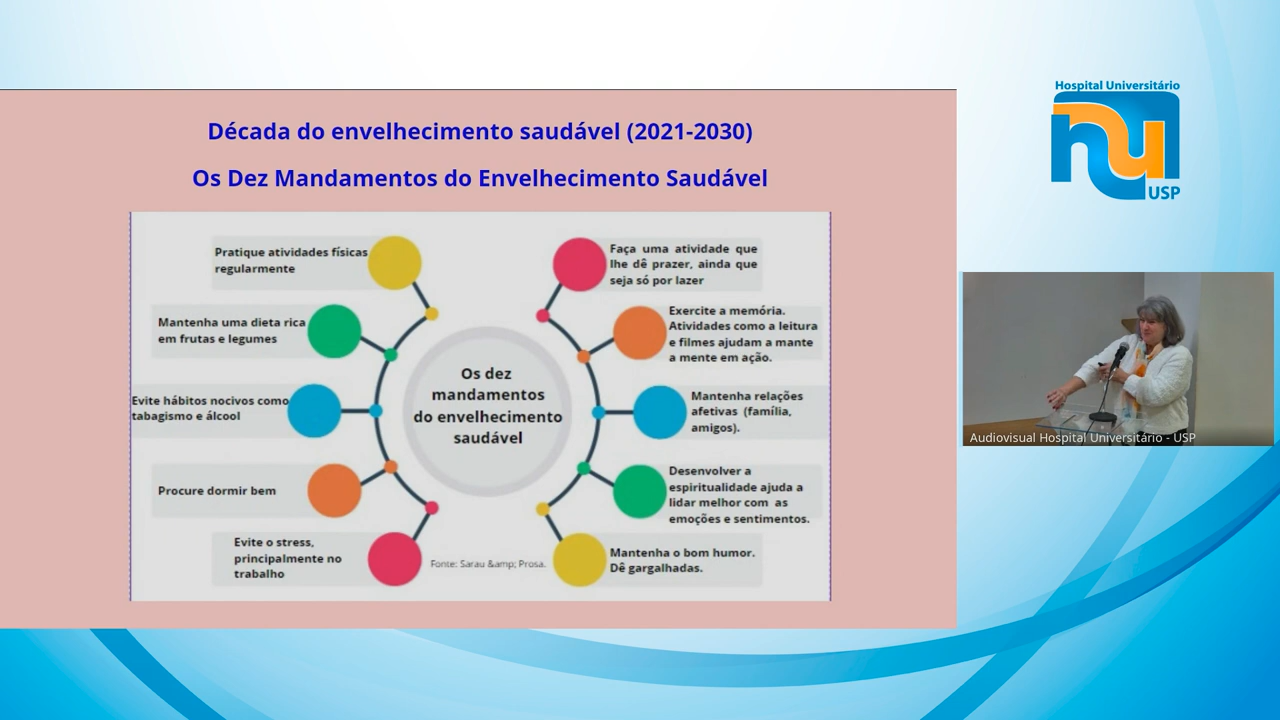 Década do envelhecimento saudável (2021-2030)
Os Dez Mandamentos do Envelhecimento Saudável
Pratique atividades físicas
regularmente
Mantenha uma dieta rica
em frutas e legumes
Evite hábitos nocivos como
tabagismo e álcool
Procure dormir bem
Evite o stress,
principalmente no
trabalho
Os dez
mandamentos
do envelhecimento
saudável
Fonte: Sarau &amp; Prosa.
Faça uma atividade que
lhe dê prazer, ainda que
seja só por lazer
Exercite a memória.
Atividades como a leitura
e filmes ajudam a mante
a mente em ação.
Mantenha relações
afetivas (família,
amigos).
Desenvolver a
espiritualidade ajuda a
lidar melhor com as
emoções e sentimentos.
Mantenha o bom humor.
Dê gargalhadas.
Hospital Universitário
hu
USP
Audiovisual Hospital Universitário - USP